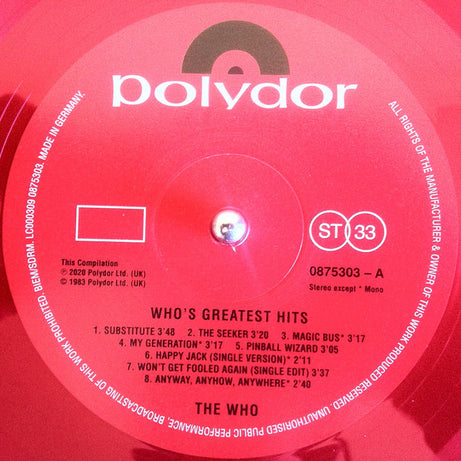 polydor
ST 33
This Compilation
℗ 2020 Polydor Ltd. (UK)
© 1983 Polydor Ltd. (UK)
0875303 – A
Stereo except * Mono
WHO'S GREATEST HITS
1. SUBSTITUTE 3'48 2. THE SEEKER 3'20 3. MAGIC BUS* 3'17
4. MY GENERATION* 3'17 5. PINBALL WIZARD 3'05
6. HAPPY JACK (SINGLE VERSION)* 2'11
7. WON'T GET FOOLED AGAIN (SINGLE EDIT) 3'37
8. ANYWAY, ANYHOW, ANYWHERE* 2'40
THE WHO
ALL RIGHTS OF THE MANUFACTURER & OWNER OF THIS WORK PRODUCED RESERVED. UNAUTHORISED PUBLIC PERFORMANCE, BROADCASTING OF THIS WORK PROHIBITED BIEM/SDRM. LC000309 0875303. MADE IN GERMANY.